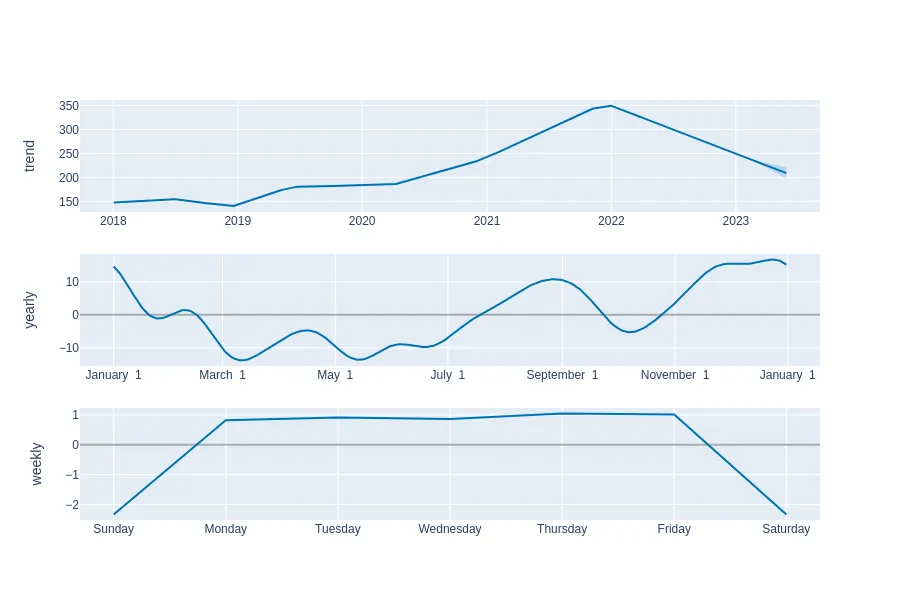 trend
350
300
250
200
150
2018 2019 2020 2021 2022 2023
yearly
10
0
−10
January 1 March 1 May 1 July 1 September 1 November 1 January 1
weekly
1
0
−1
−2
Sunday Monday Tuesday Wednesday Thursday Friday Saturday